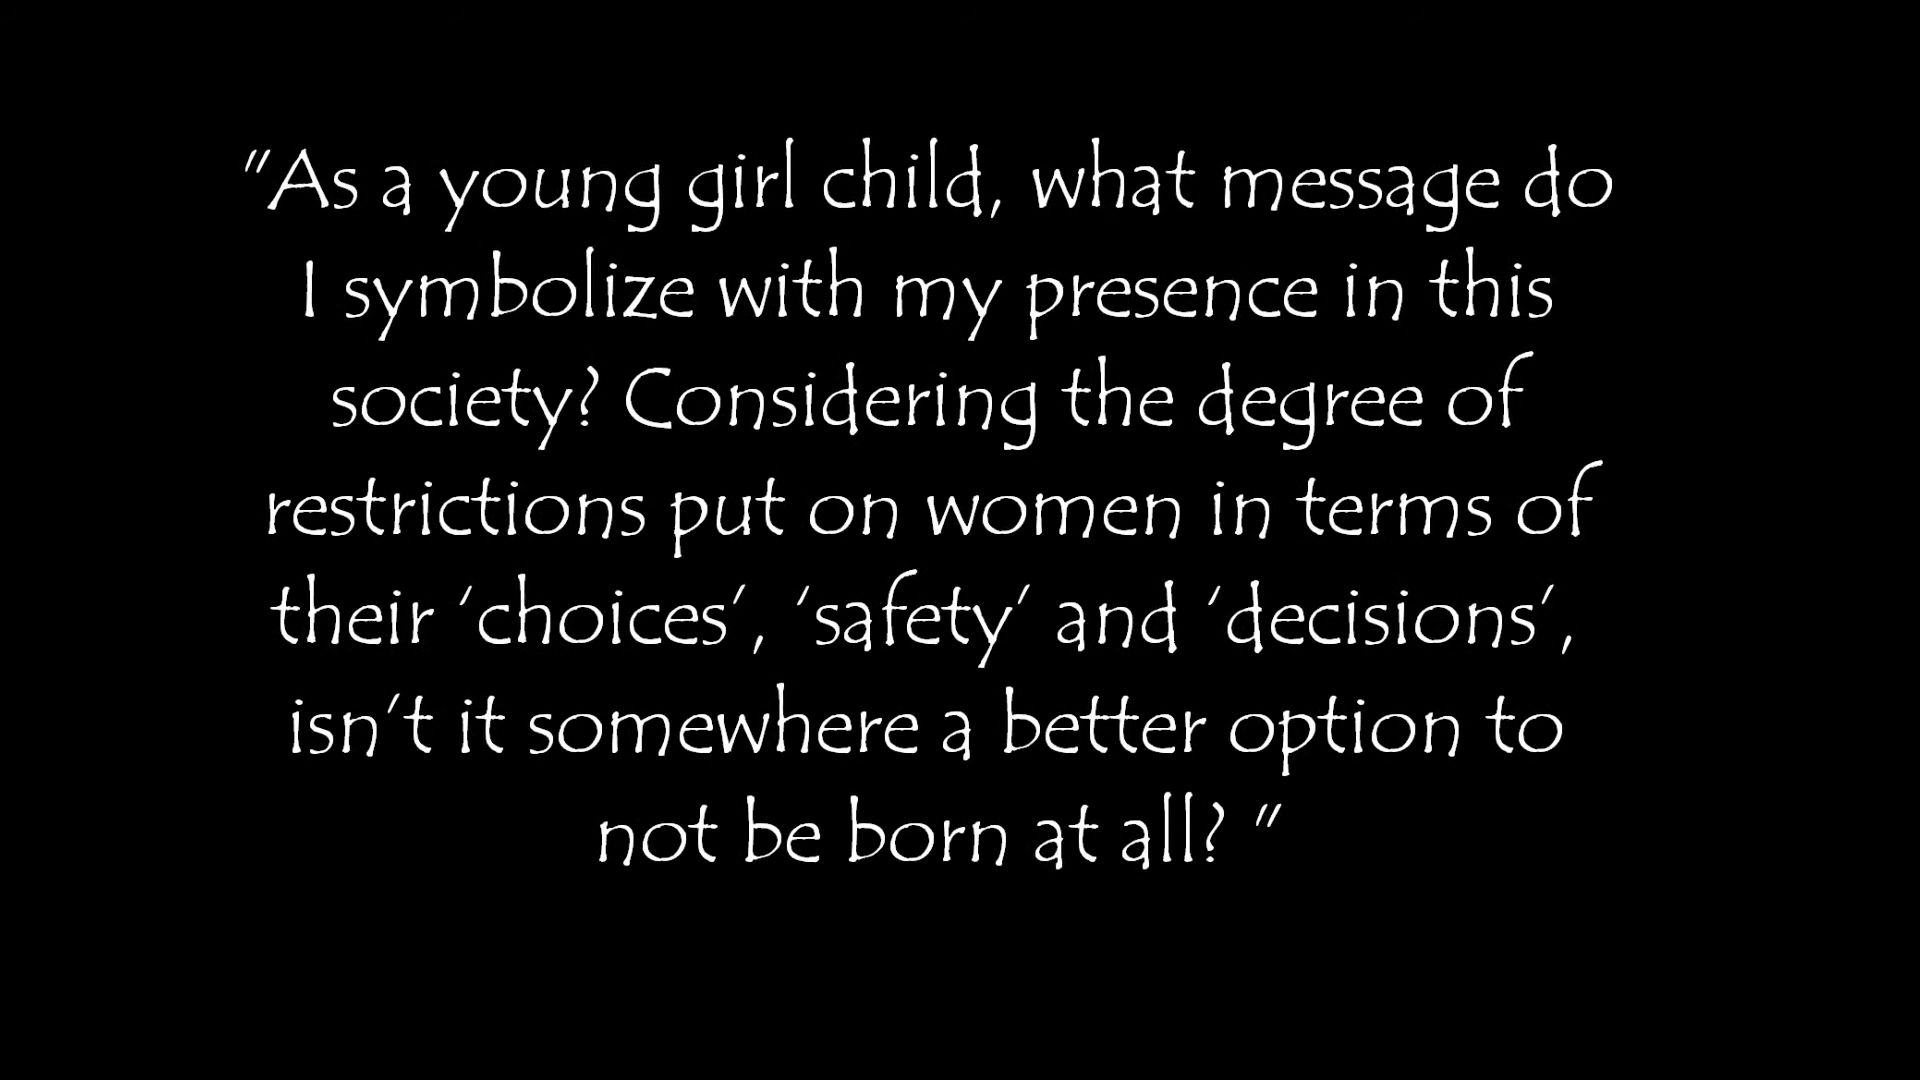 "As a young girl child, what message do
I symbolize with my presence in this
society? Considering the degree of
restrictions put on women in terms of
their ‘choices’, ‘safety’ and ‘decisions’,
isn’t it somewhere a better option to
not be born at all? "